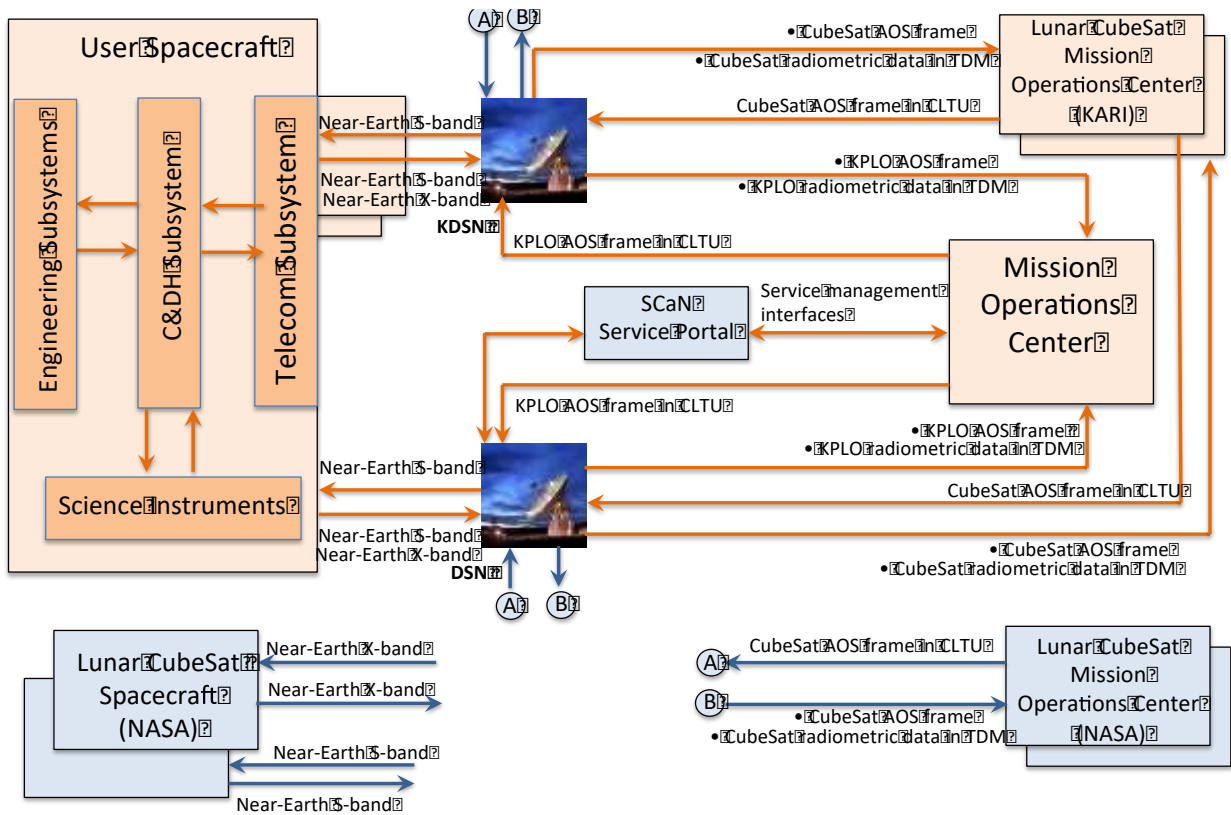 User Spacecraft
Engineering Subsystems
C&DH Subsystem
Telecom Subsystem
Science Instruments
A
B
• CubeSat AOS frame
• CubeSat radiometric data in TDM
CubeSat AOS frame in CLTU
Lunar CubeSat
Mission
Operations Center
(KARI)
Near-Earth S-band
Near-Earth S-band
Near-Earth X-band
KDSN
• KPLO AOS frame
• KPLO radiometric data in TDM
KPLO AOS frame in CLTU
SCaN
Service Portal
Service management
interfaces
Mission
Operations
Center
KPLO AOS frame in CLTU
• KPLO AOS frame
• KPLO radiometric data in TDM
Near-Earth S-band
CubeSat AOS frame in CLTU
Near-Earth S-band
Near-Earth X-band
DSN
• CubeSat AOS frame
• CubeSat radiometric data in TDM
A
B
Lunar CubeSat
Spacecraft
(NASA)
Near-Earth X-band
Near-Earth X-band
Near-Earth S-band
Near-Earth S-band
A
CubeSat AOS frame in CLTU
B
• CubeSat AOS frame
• CubeSat radiometric data in TDM
Lunar CubeSat
Mission
Operations Center
(NASA)